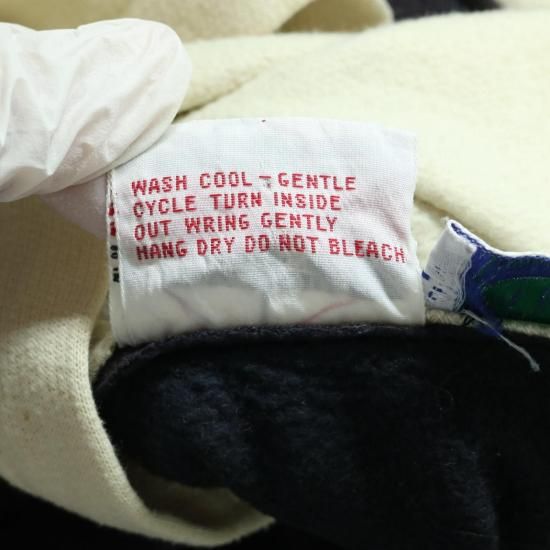 WASH COOL - GENTLE
CYCLE TURN INSIDE
OUT WRING GENTLY
HANG DRY DO NOT BLEACH